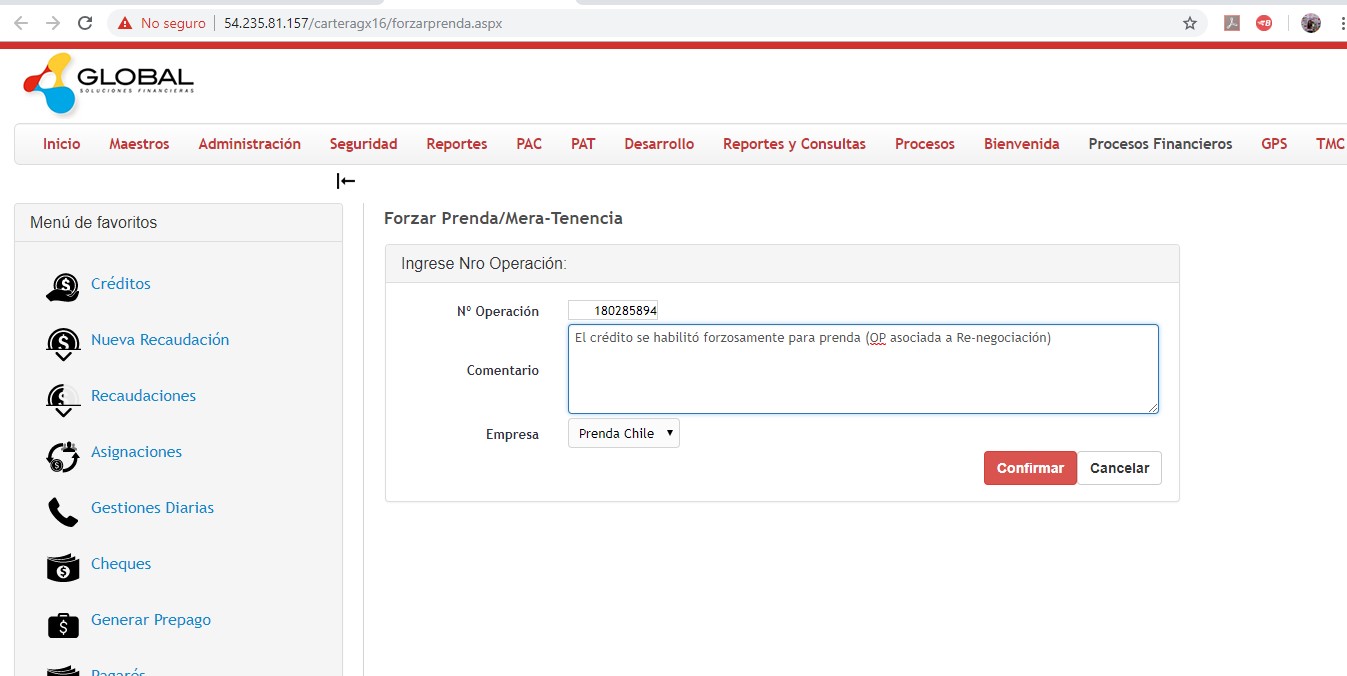 No seguro
54.235.81.157/carteragx16/forzarprenda.aspx
GLOBAL
SOLUCIONES FINANCIERAS
Inicio Maestros Administración Seguridad Reportes PAC PAT Desarrollo Reportes y Consultas Procesos Bienvenida Procesos Financieros GPS TMC
Menú de favoritos
Créditos
Nueva Recaudación
Recaudaciones
Asignaciones
Gestiones Diarias
Cheques
Generar Prepago
Pagarés
Forzar Prenda/Mera-Tenencia
Ingrese Nro Operación:
Nº Operación 180285894
Comentario El crédito se habilitó forzosamente para prenda (OP asociada a Re-negociación)
Empresa Prenda Chile
Confirmar Cancelar